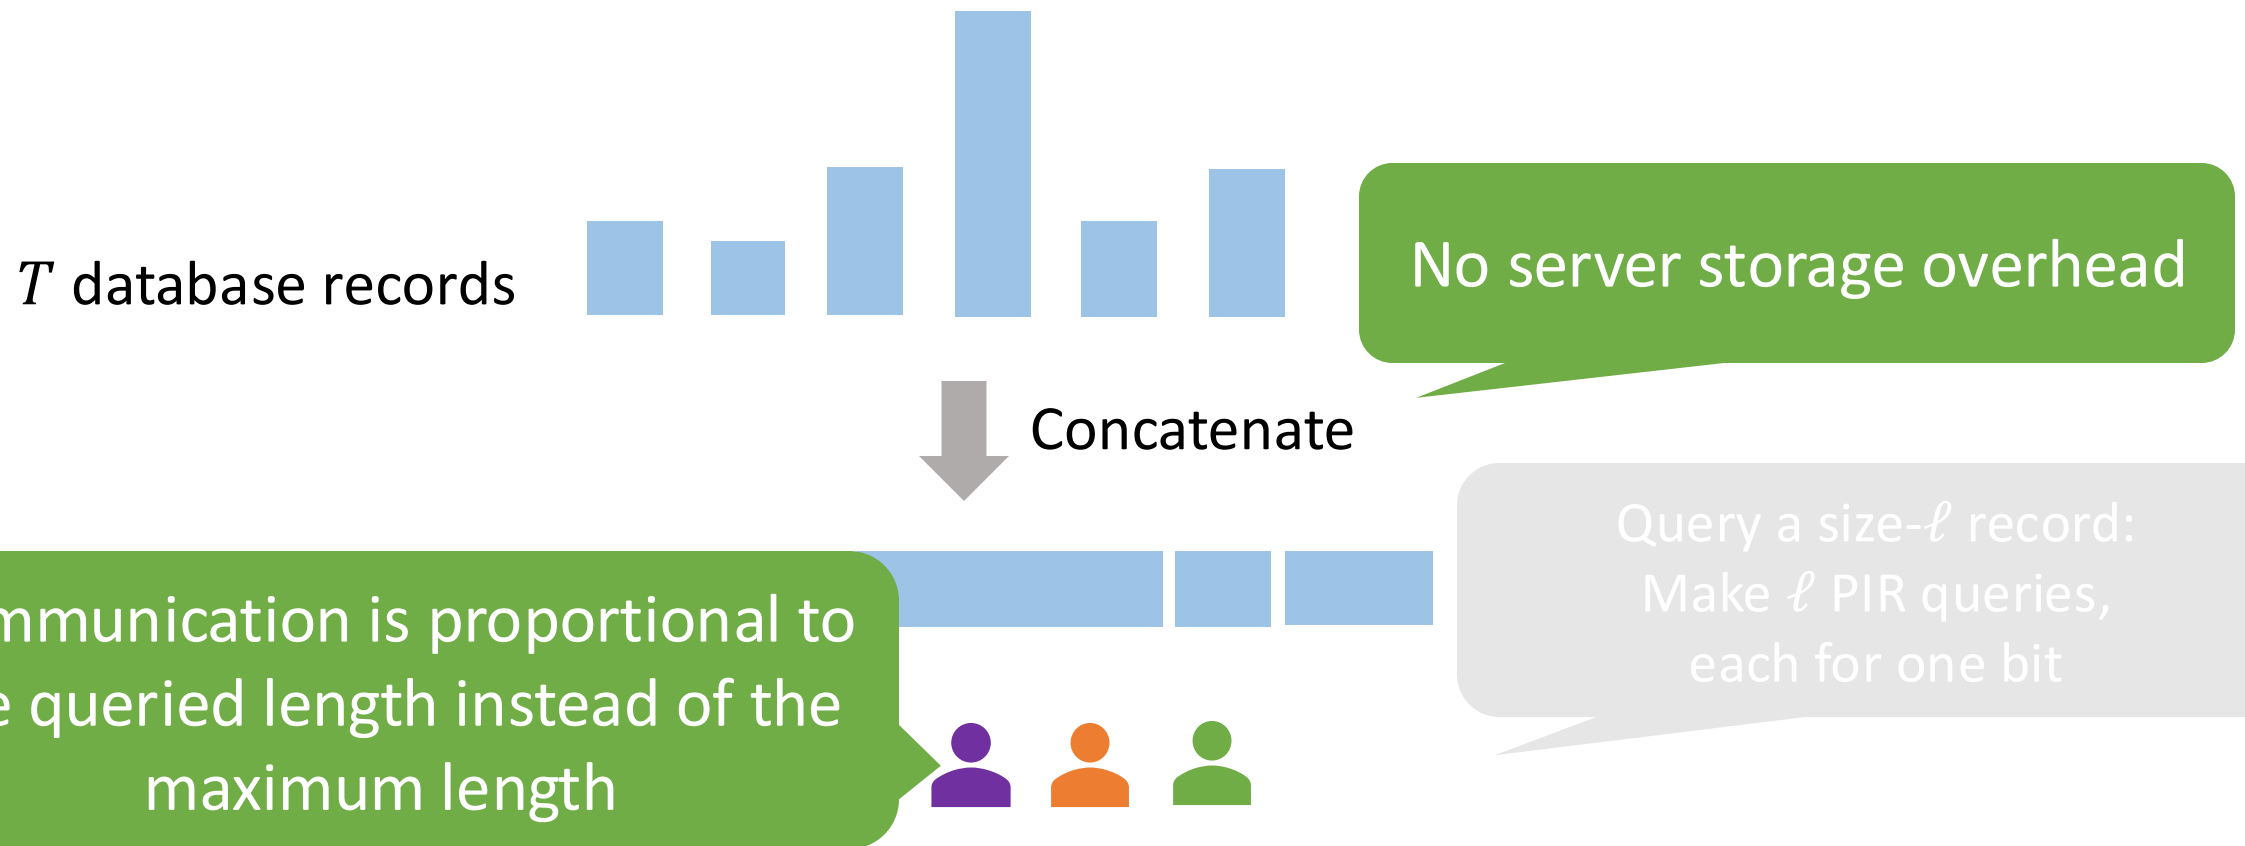 T database records
No server storage overhead
Concatenate
Query a size-ℓ record:
Make ℓ PIR queries,
each for one bit
mmunication is proportional to
e queried length instead of the
maximum length